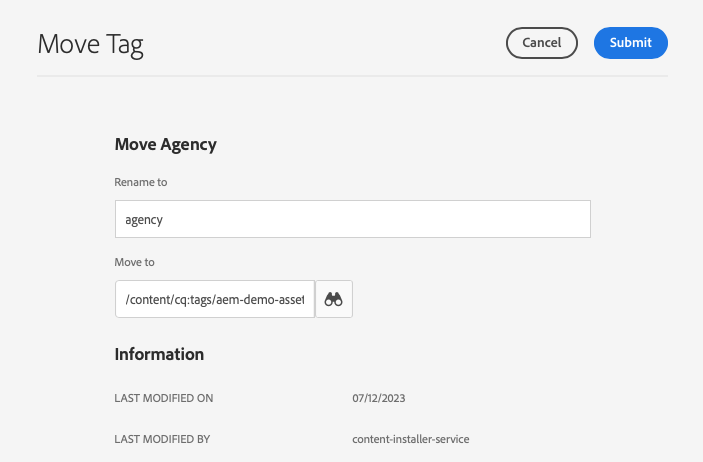 Move Tag
Cancel
Submit
Move Agency
Rename to
agency
Move to
/content/cq:tags/aem-demo-asset
Information
LAST MODIFIED ON 07/12/2023
LAST MODIFIED BY content-installer-service